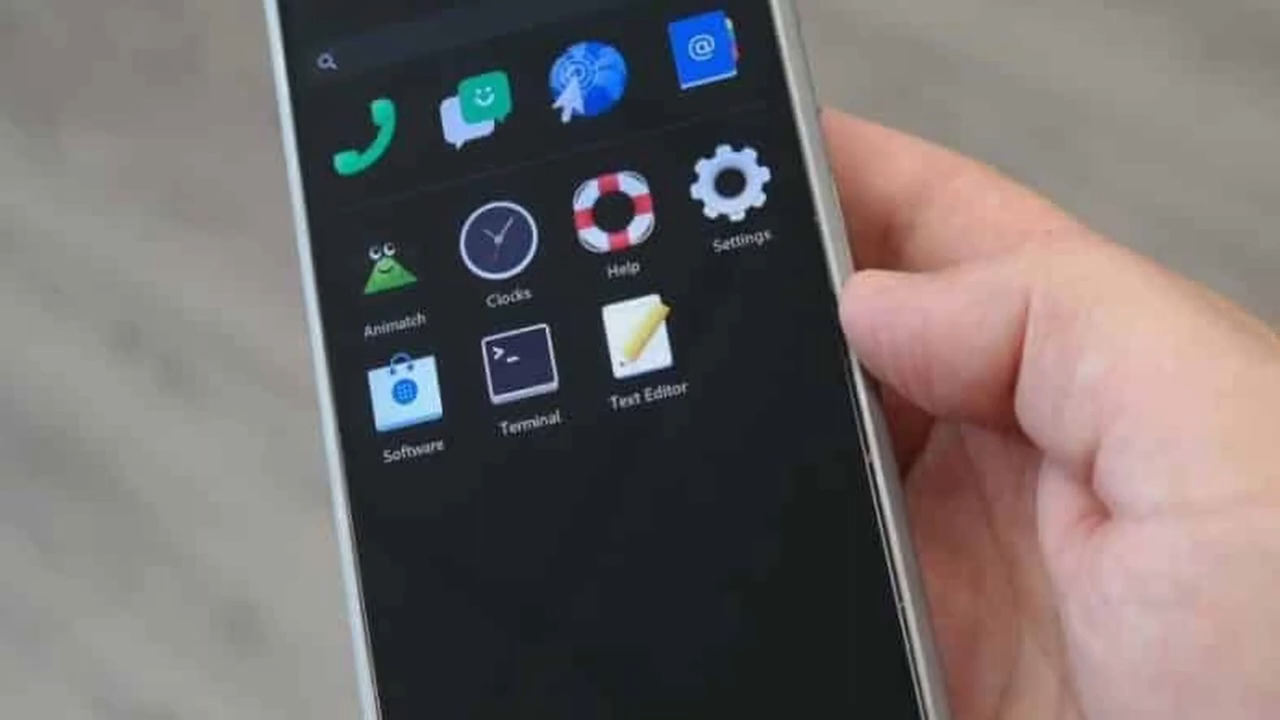 @
Animatch
Clocks
Help
Settings
Software
>_
Terminal
Text Editor